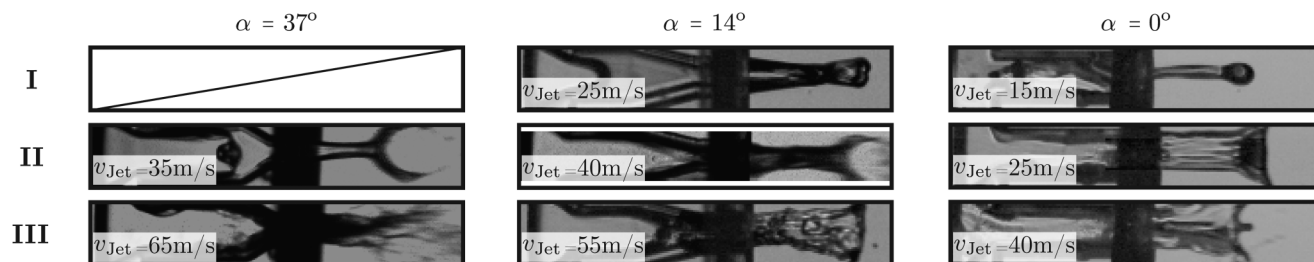 α = 37° α = 14° α = 0°
I v_Jet=25m/s v_Jet=15m/s
II v_Jet=35m/s v_Jet=40m/s v_Jet=25m/s
III v_Jet=65m/s v_Jet=55m/s v_Jet=40m/s